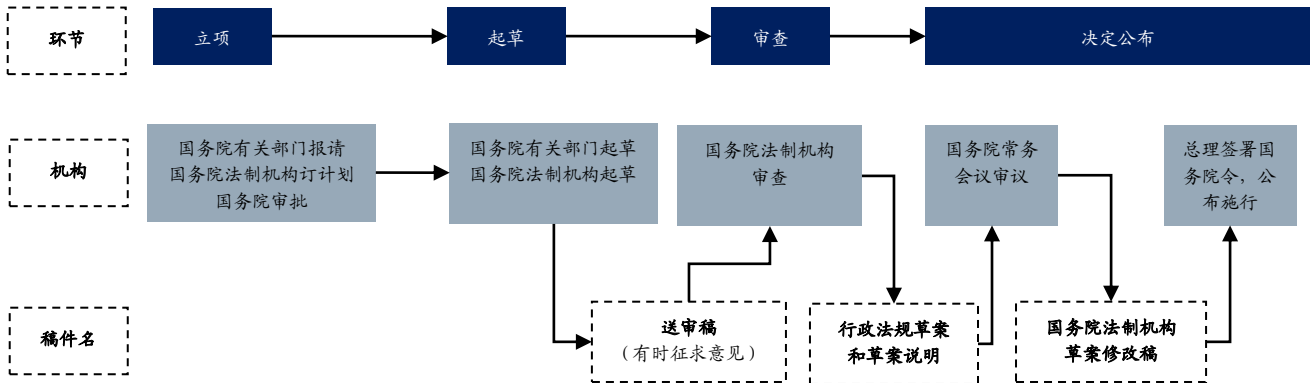 环节
立项
起草
审查
决定公布
机构
国务院有关部门报请
国务院法制机构订计划
国务院审批
国务院有关部门起草
国务院法制机构起草
国务院法制机构
审查
国务院常务
会议审议
总理签署国
务院令，公
布施行
稿件名
送审稿
（有时征求意见）
行政法规草案
和草案说明
国务院法制机构
草案修改稿